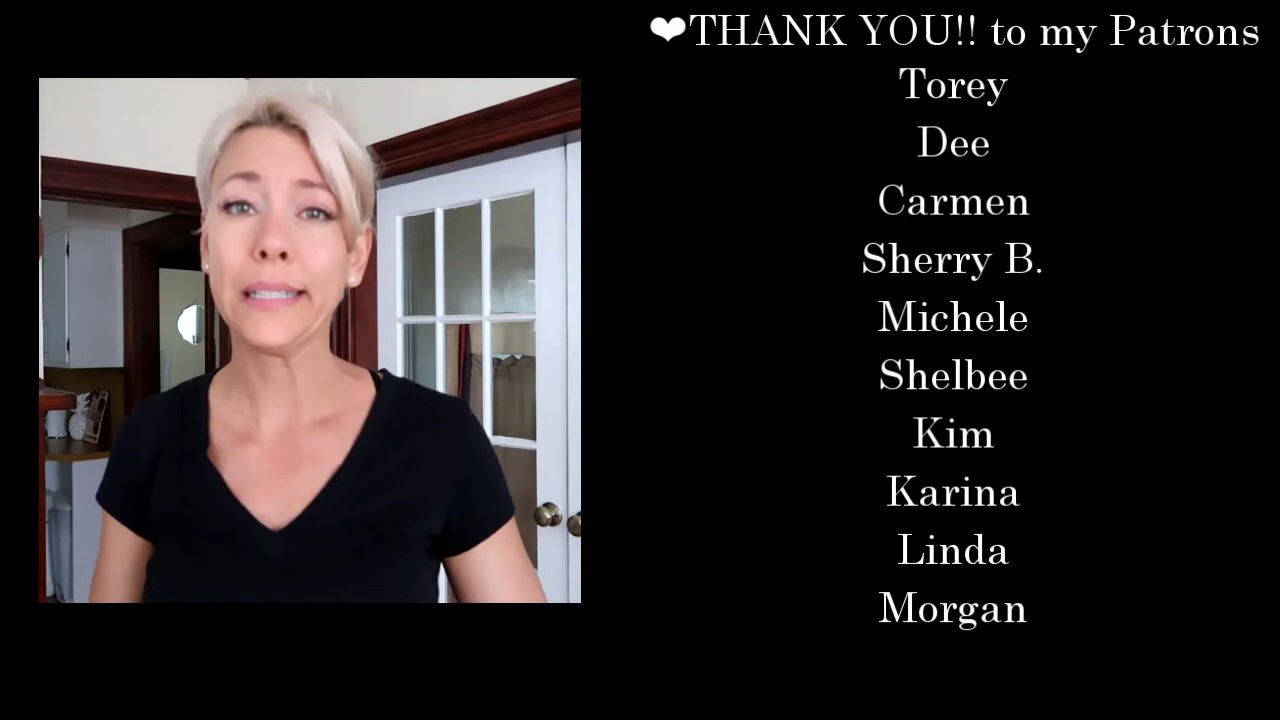 ❤THANK YOU!! to my Patrons
Torey
Dee
Carmen
Sherry B.
Michele
Shelbee
Kim
Karina
Linda
Morgan